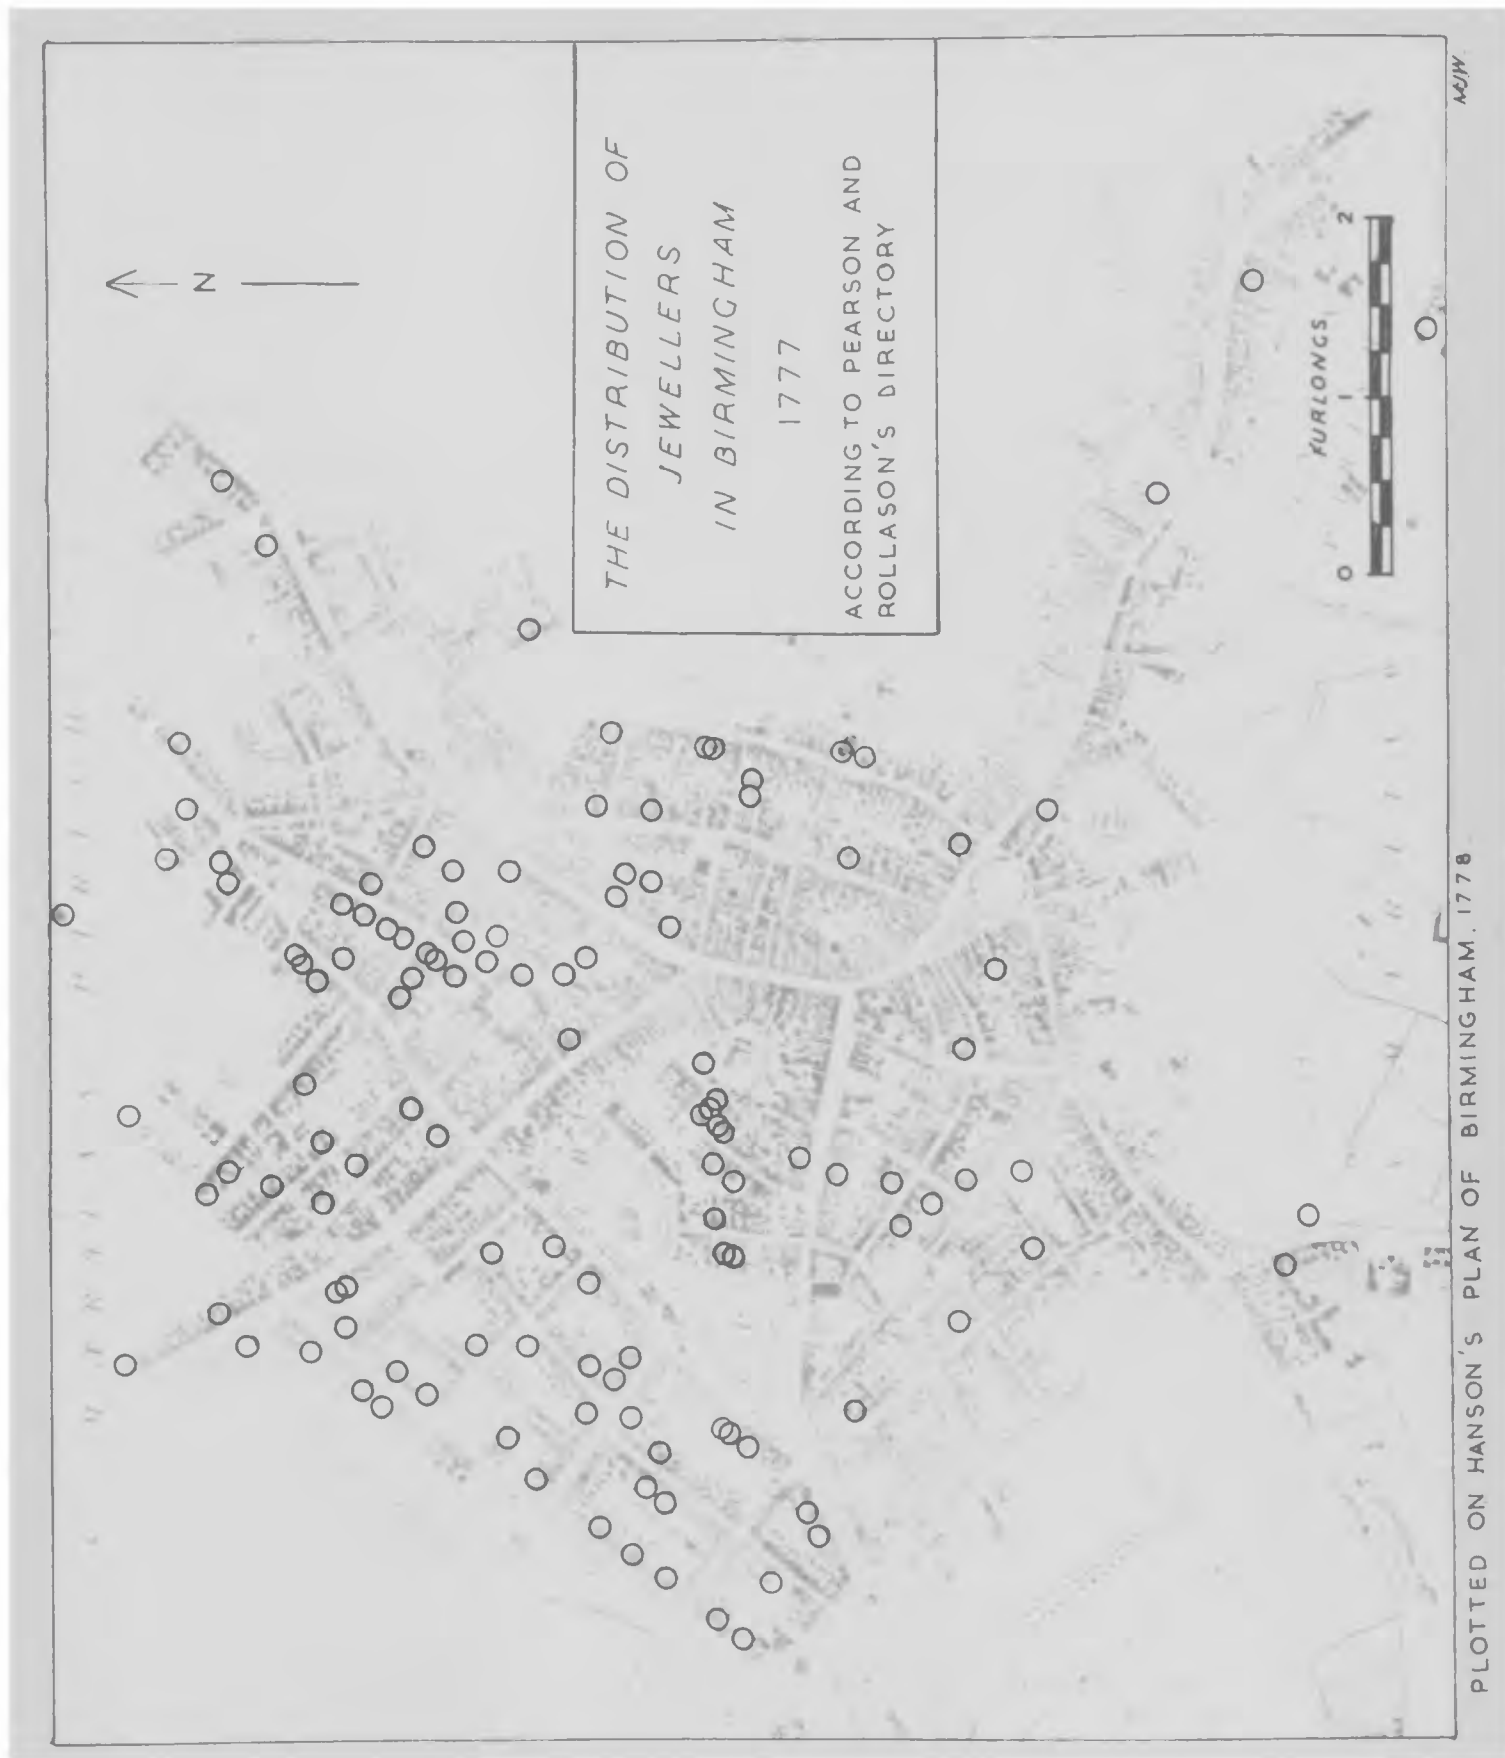 THE DISTRIBUTION OF
JEWELLERS
IN BIRMINGHAM
1777
ACCORDING TO PEARSON AND
ROLLASON'S DIRECTORY
N
FURLONGS
0 1 2
PLOTTED ON HANSON'S PLAN OF BIRMINGHAM. 1778